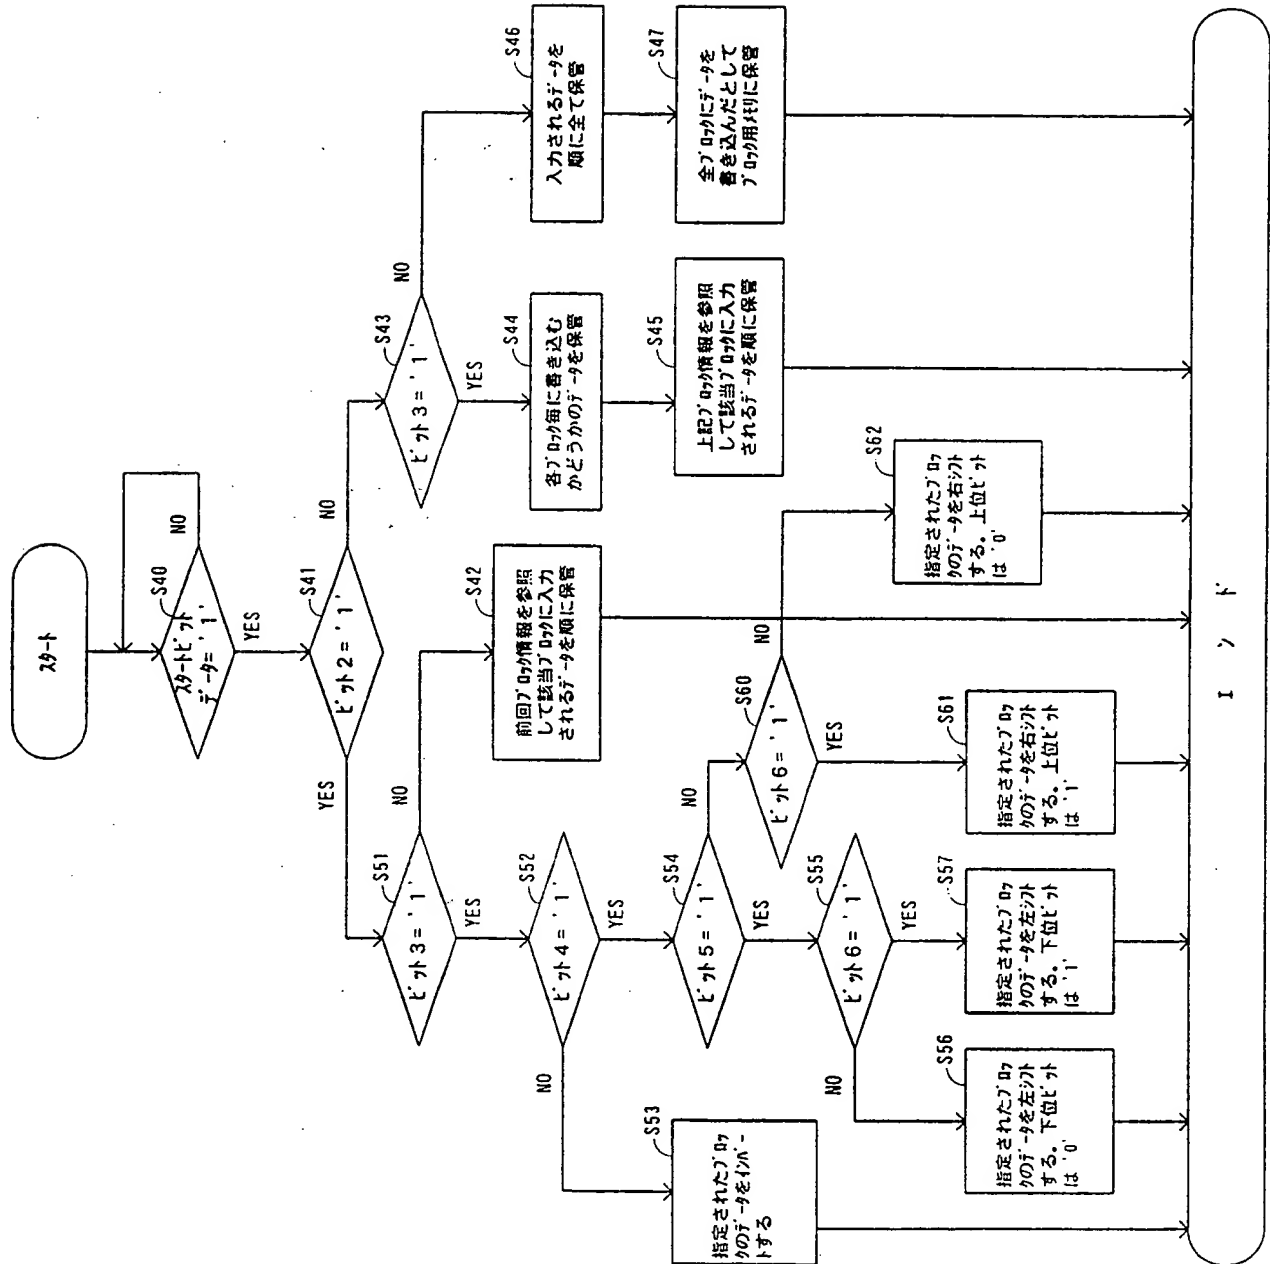 スタート
S40
スタートビット
データ='1'
NO
YES
S41
ビット2='1'
YES
NO
S51
ビット3='1'
NO
YES
S43
ビット3='1'
NO
YES
S42
前回ブロック情報を参照
して該当ブロックに入力
されるデータを順に保管
S44
各ブロック毎に書き込む
かどうかのデータを保管
S46
入力されるデータを
順に全て保管
S52
ビット4='1'
NO
YES
S45
上記ブロック情報を参照
して該当ブロックに入力
されるデータを順に保管
S47
全ブロックにデータを
書き込んだとして
ブロック用メモリに保管
S53
指定されたブロッ
クのデータをインバー
トする
S54
ビット5='1'
NO
YES
S60
ビット6='1'
NO
YES
S55
ビット6='1'
NO
YES
S62
指定されたブロッ
クのデータを右シフト
する。上位ビット
は'0'
S56
指定されたブロッ
クのデータを左シフト
する。下位ビット
は'0'
S57
指定されたブロッ
クのデータを左シフト
する。下位ビット
は'1'
S61
指定されたブロッ
クのデータを右シフト
する。上位ビット
は'1'
エンド